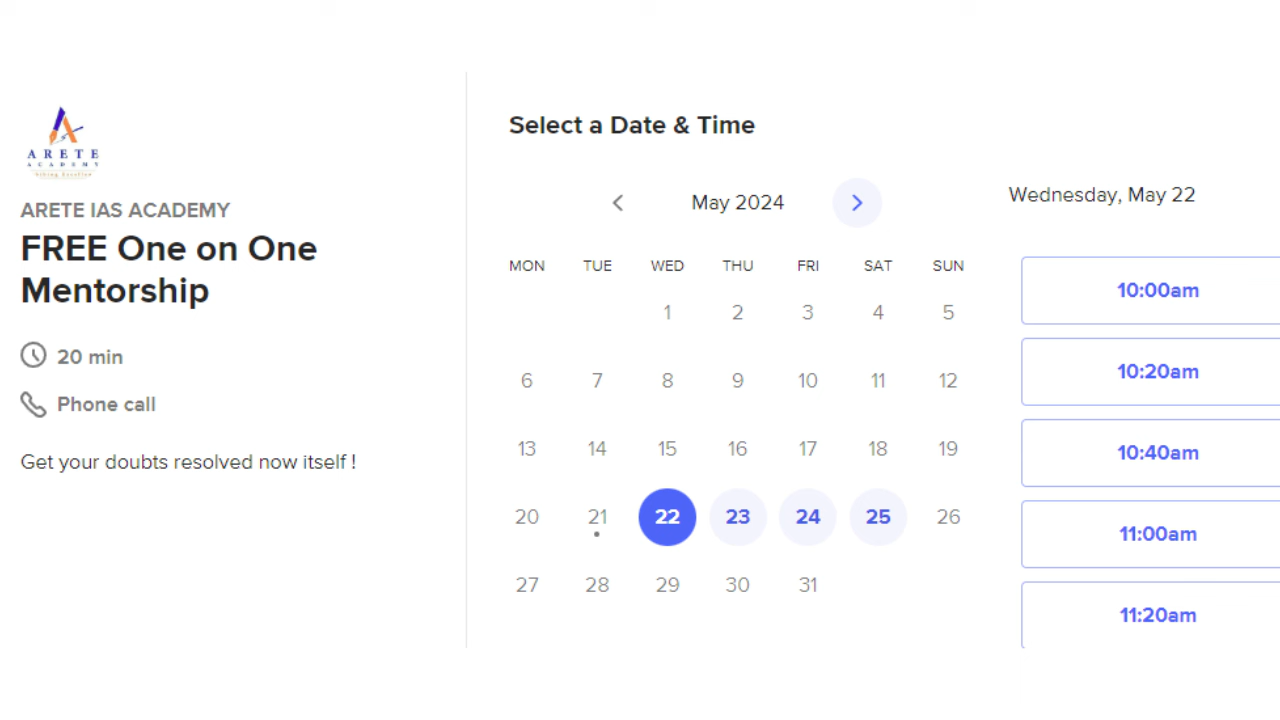 ARETE
ACADEMY
ARETE IAS ACADEMY
FREE One on One
Mentorship
20 min
Phone call
Get your doubts resolved now itself !
Select a Date & Time
May 2024
MON TUE WED THU FRI SAT SUN
1 2 3 4 5
6 7 8 9 10 11 12
13 14 15 16 17 18 19
20 21 22 23 24 25 26
27 28 29 30 31
Wednesday, May 22
10:00am
10:20am
10:40am
11:00am
11:20am